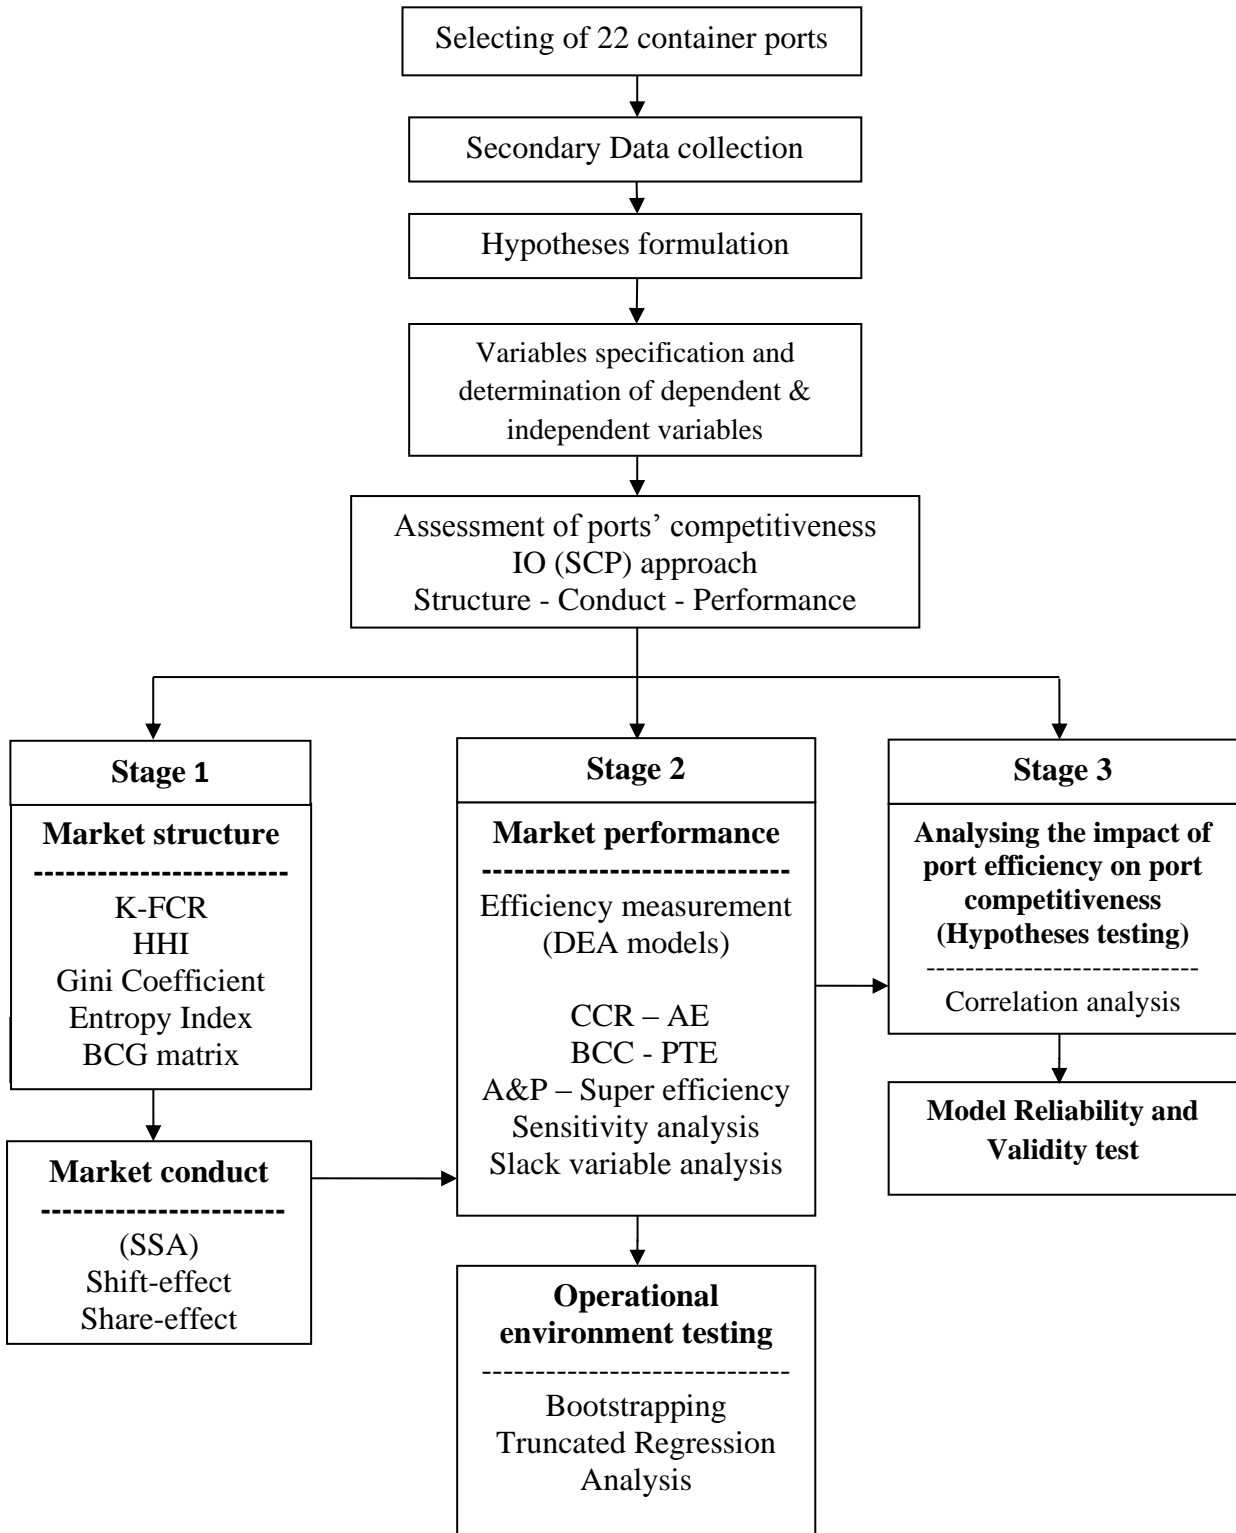 Selecting of 22 container ports
Secondary Data collection
Hypotheses formulation
Variables specification and
determination of dependent &
independent variables
Assessment of ports’ competitiveness
IO (SCP) approach
Structure - Conduct - Performance
Stage 1
Market structure
K-FCR
HHI
Gini Coefficient
Entropy Index
BCG matrix
Market conduct
(SSA)
Shift-effect
Share-effect
Stage 2
Market performance
Efficiency measurement
(DEA models)
CCR – AE
BCC - PTE
A&P – Super efficiency
Sensitivity analysis
Slack variable analysis
Operational
environment testing
Bootstrapping
Truncated Regression
Analysis
Stage 3
Analysing the impact of
port efficiency on port
competitiveness
(Hypotheses testing)
Correlation analysis
Model Reliability and
Validity test